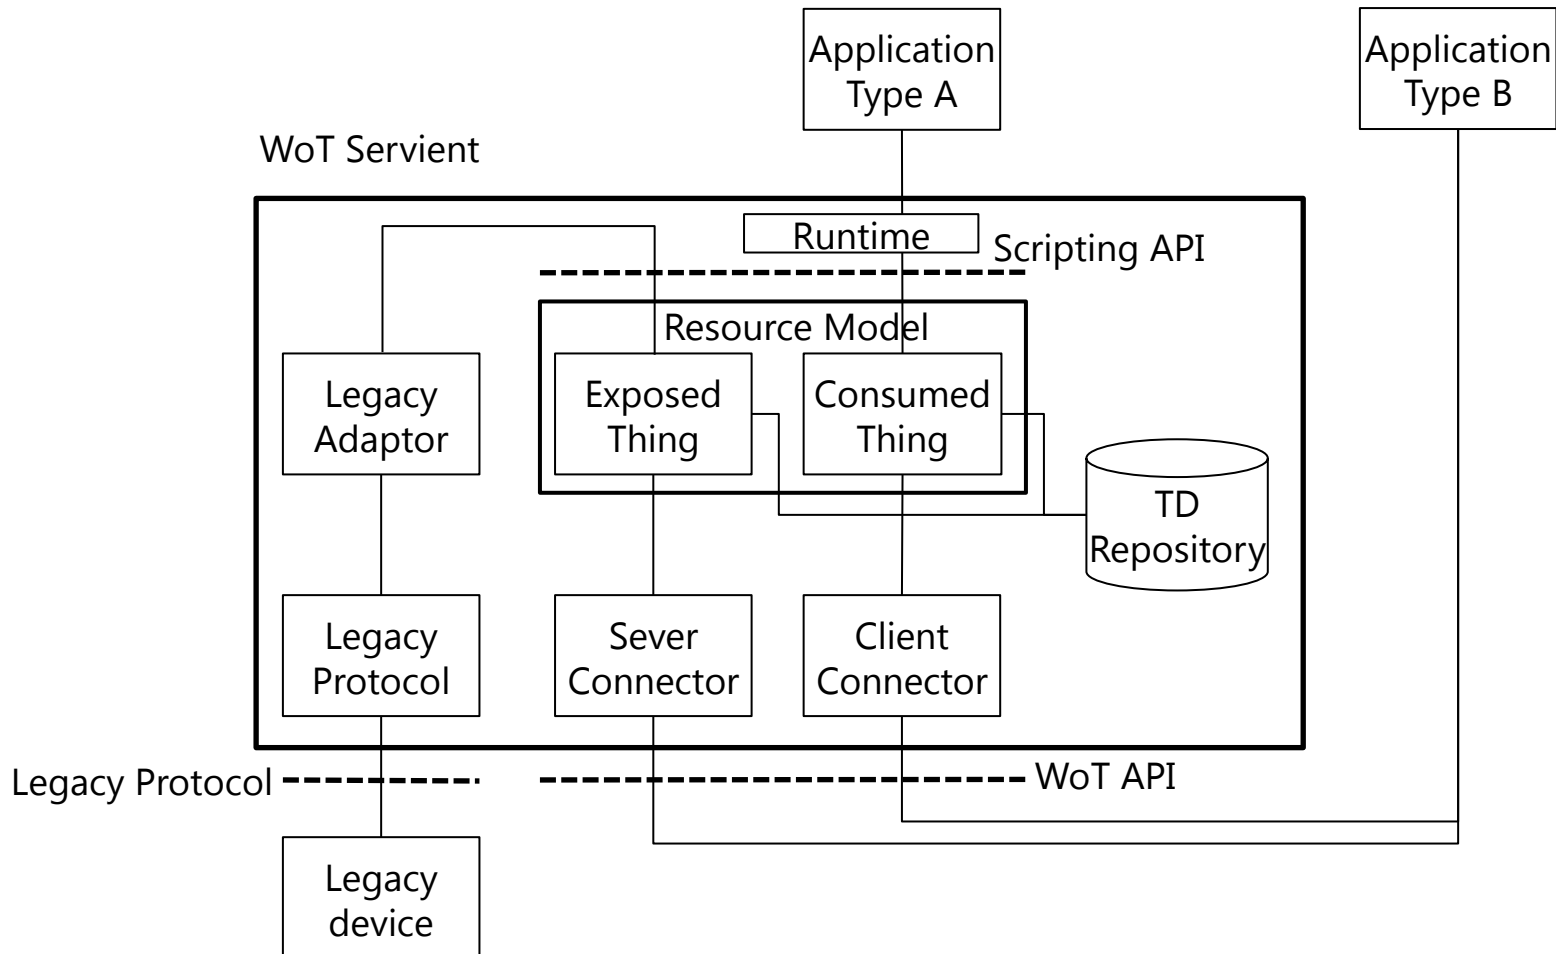 Application
Type A
Application
Type B
WoT Servient
Runtime
Scripting API
Resource Model
Legacy
Adaptor
Exposed
Thing
Consumed
Thing
TD
Repository
Legacy
Protocol
Sever
Connector
Client
Connector
Legacy Protocol
WoT API
Legacy
device